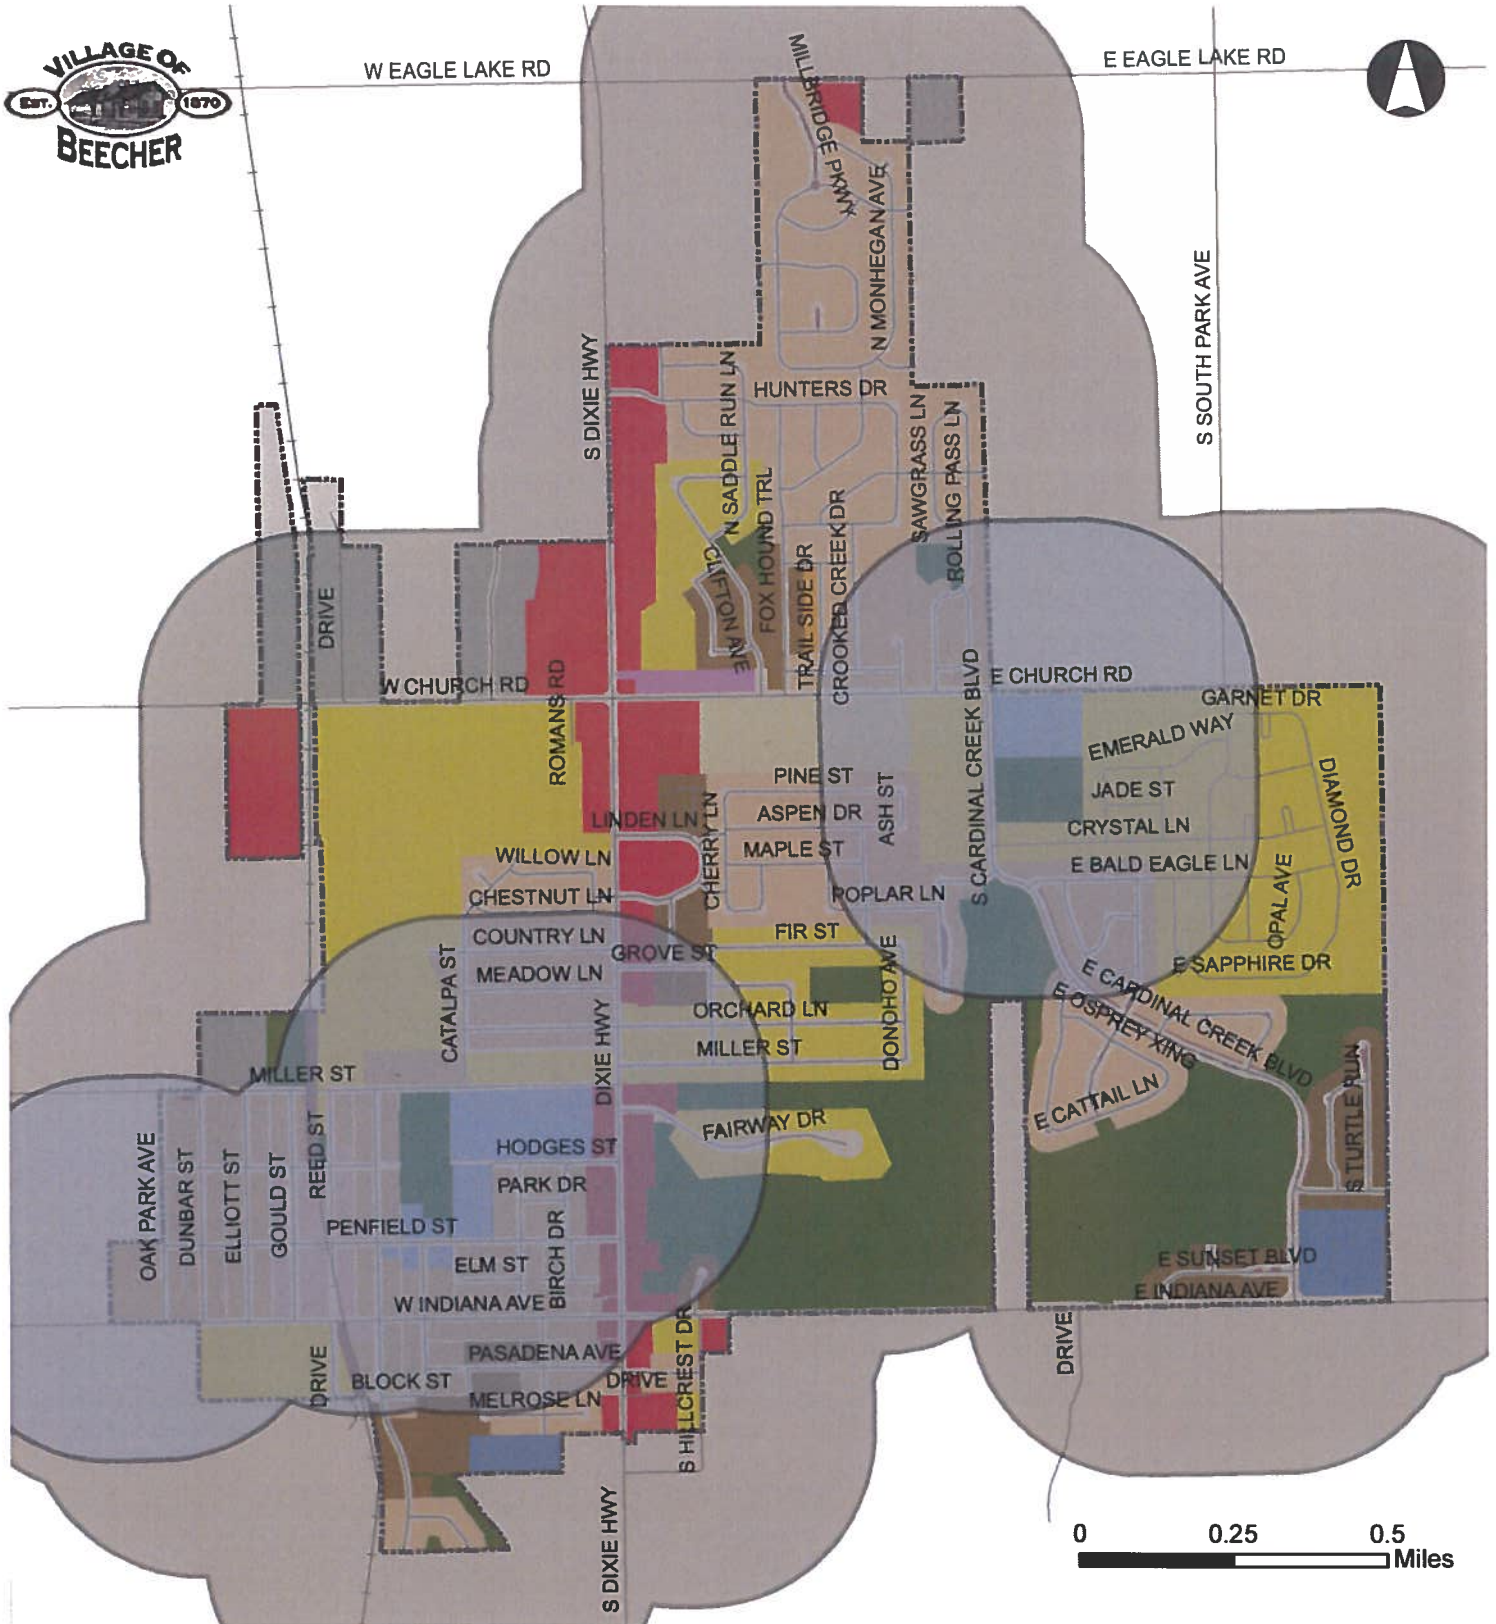 VILLAGE OF
EST.
1870
BEECHER
W EAGLE LAKE RD
E EAGLE LAKE RD
MILLBRIDGE PKWY
N MONHEGAN AVE
S SOUTH PARK AVE
S DIXIE HWY
HUNTERS DR
N SADDLE RUN LN
SAWGRASS LN
ROLLING PASS LN
FOX HOUND TRL
CLIFTON AVE
TRAIL SIDE DR
CROOKED CREEK DR
DRIVE
W CHURCH RD
ROMANS RD
E CHURCH RD
S CARDINAL CREEK BLVD
GARNET DR
EMERALD WAY
PINE ST
ASH ST
JADE ST
DIAMOND DR
LINDEN LN
CHERRY LN
ASPEN DR
CRYSTAL LN
WILLOW LN
MAPLE ST
E BALD EAGLE LN
CHESTNUT LN
POPLAR LN
OPAL AVE
COUNTRY LN
GROVE ST
FIR ST
CATALPA ST
MEADOW LN
DONOHO AVE
E SAPPHIRE DR
E CARDINAL CREEK BLVD
E OSPREY XING
DIXIE HWY
ORCHARD LN
MILLER ST
MILLER ST
E CATTAIL LN
S TURTLE RUN
FAIRWAY DR
HODGES ST
OAK PARK AVE
DUNBAR ST
ELLIOTT ST
GOULD ST
REED ST
PARK DR
PENFIELD ST
BIRCH DR
ELM ST
E SUNSET BLVD
W INDIANA AVE
E INDIANA AVE
DRIVE
PASADENA AVE
S HILLCREST DR
DRIVE
BLOCK ST
DRIVE
MELROSE LN
S DIXIE HWY
0 0.25 0.5
Miles